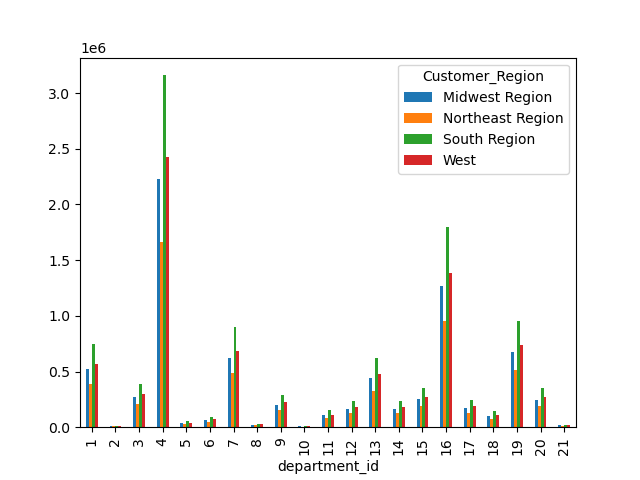 1e6
3.0
2.5
2.0
1.5
1.0
0.5
0.0
Customer_Region
Midwest Region
Northeast Region
South Region
West
1 2 3 4 5 6 7 8 9 10 11 12 13 14 15 16 17 18 19 20 21
department_id